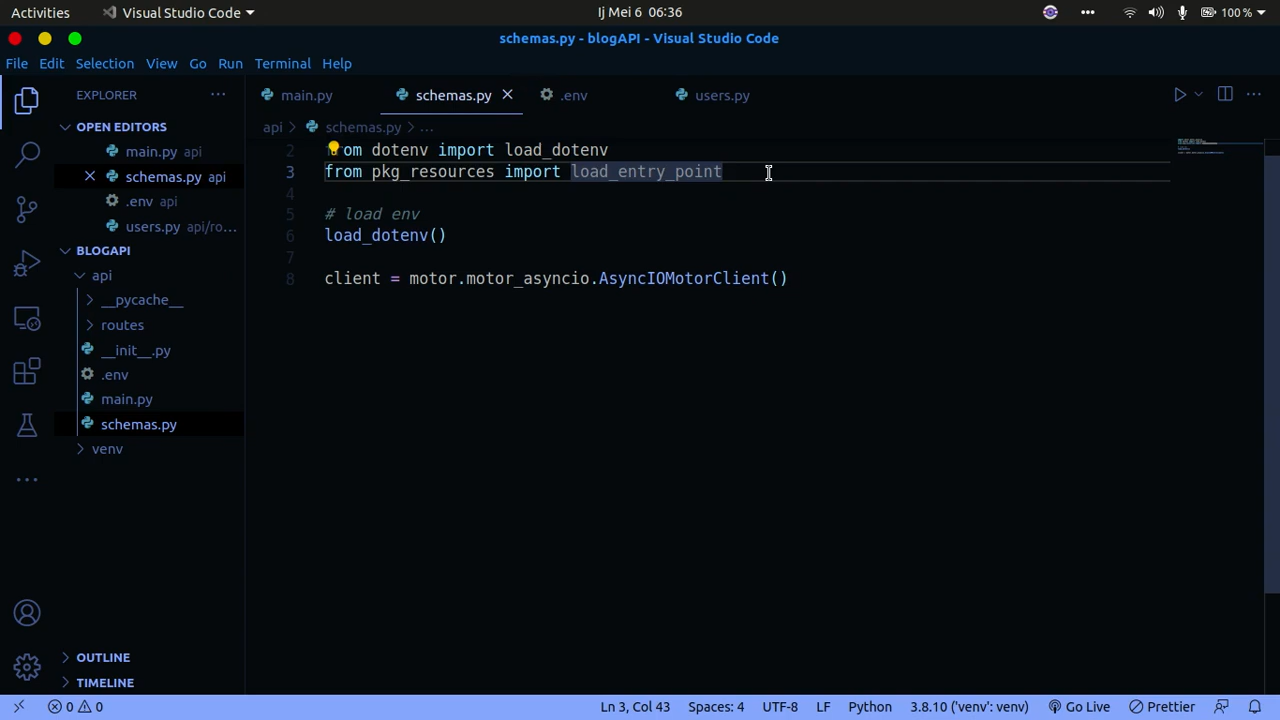 Activities Visual Studio Code Ij Mei 6 06:36 100 %
schemas.py - blogAPI - Visual Studio Code
File Edit Selection View Go Run Terminal Help
EXPLORER main.py schemas.py .env users.py
OPEN EDITORS
api schemas.py ...
main.py api
schemas.py api
.env api
users.py api/ro...
BLOGAPI
api
__pycache__
routes
__init__.py
.env
main.py
schemas.py
venv
OUTLINE
TIMELINE
2 from dotenv import load_dotenv
3 from pkg_resources import load_entry_point
4
5 # load env
6 load_dotenv()
7
8 client = motor.motor_asyncio.AsyncIOMotorClient()
0 0 Ln 3, Col 43 Spaces: 4 UTF-8 LF Python 3.8.10 ('venv': venv) Go Live Prettier